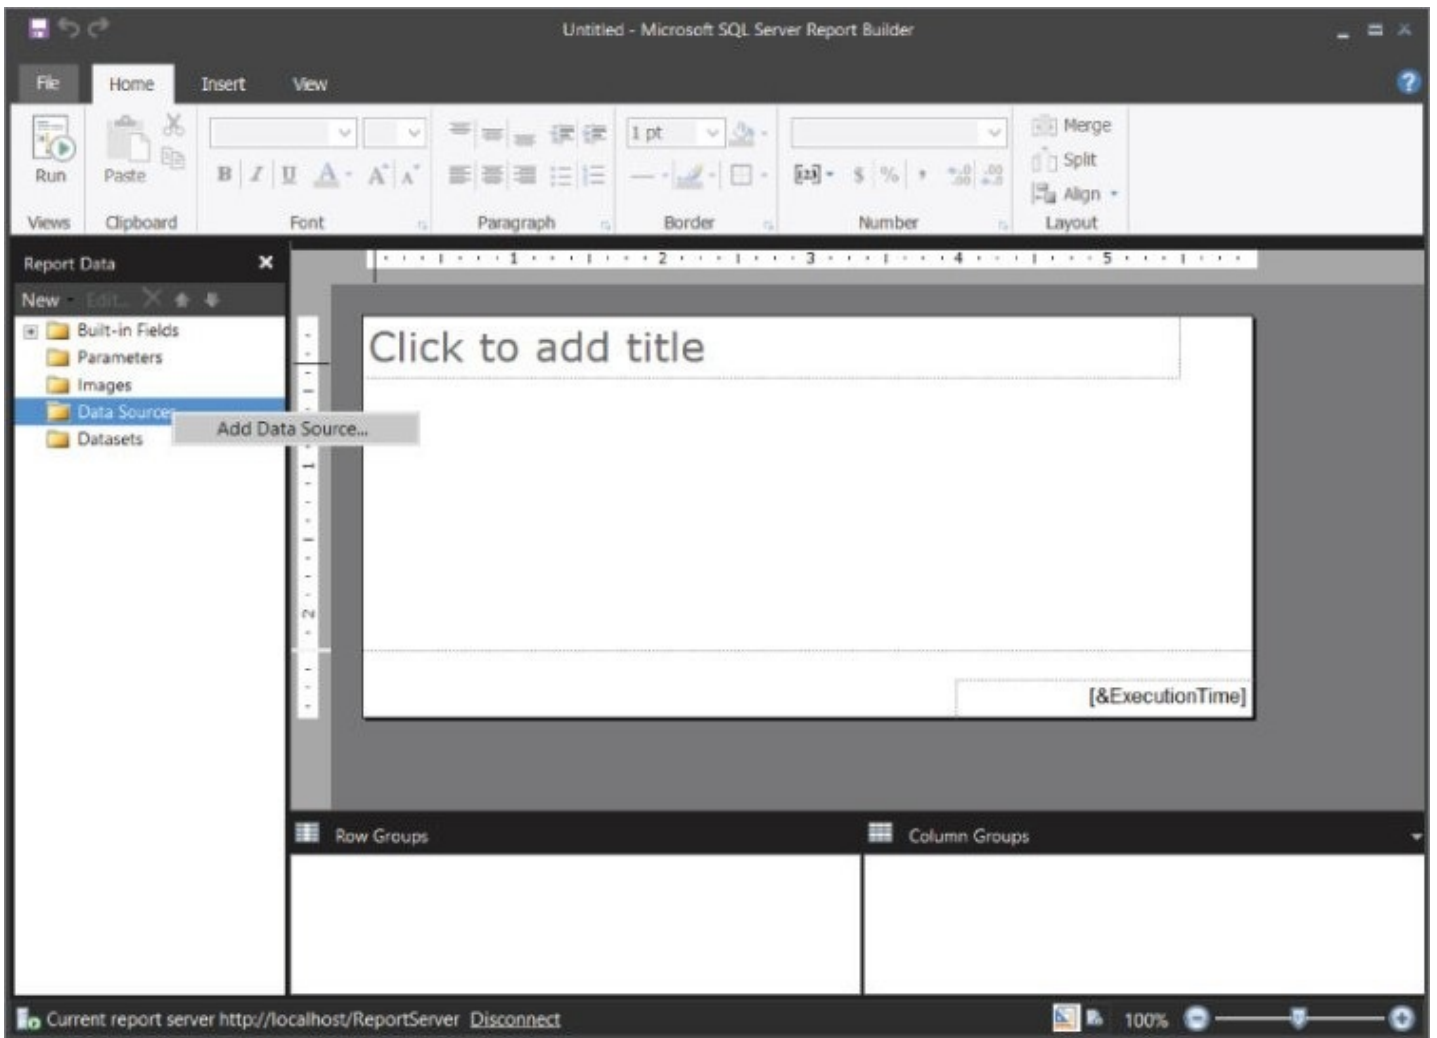 Untitled - Microsoft SQL Server Report Builder
File Home Insert View
Run Paste
B I U A A A
1 pt
$ % ,
Merge
Split
Align
Views Clipboard Font Paragraph Border Number Layout
Report Data
New Edit...
Built-in Fields
Parameters
Images
Data Sources
Add Data Source...
Datasets
1 2 3 4 5
Click to add title
1
2
[&ExecutionTime]
Row Groups Column Groups
Current report server http://localhost/ReportServer Disconnect 100%